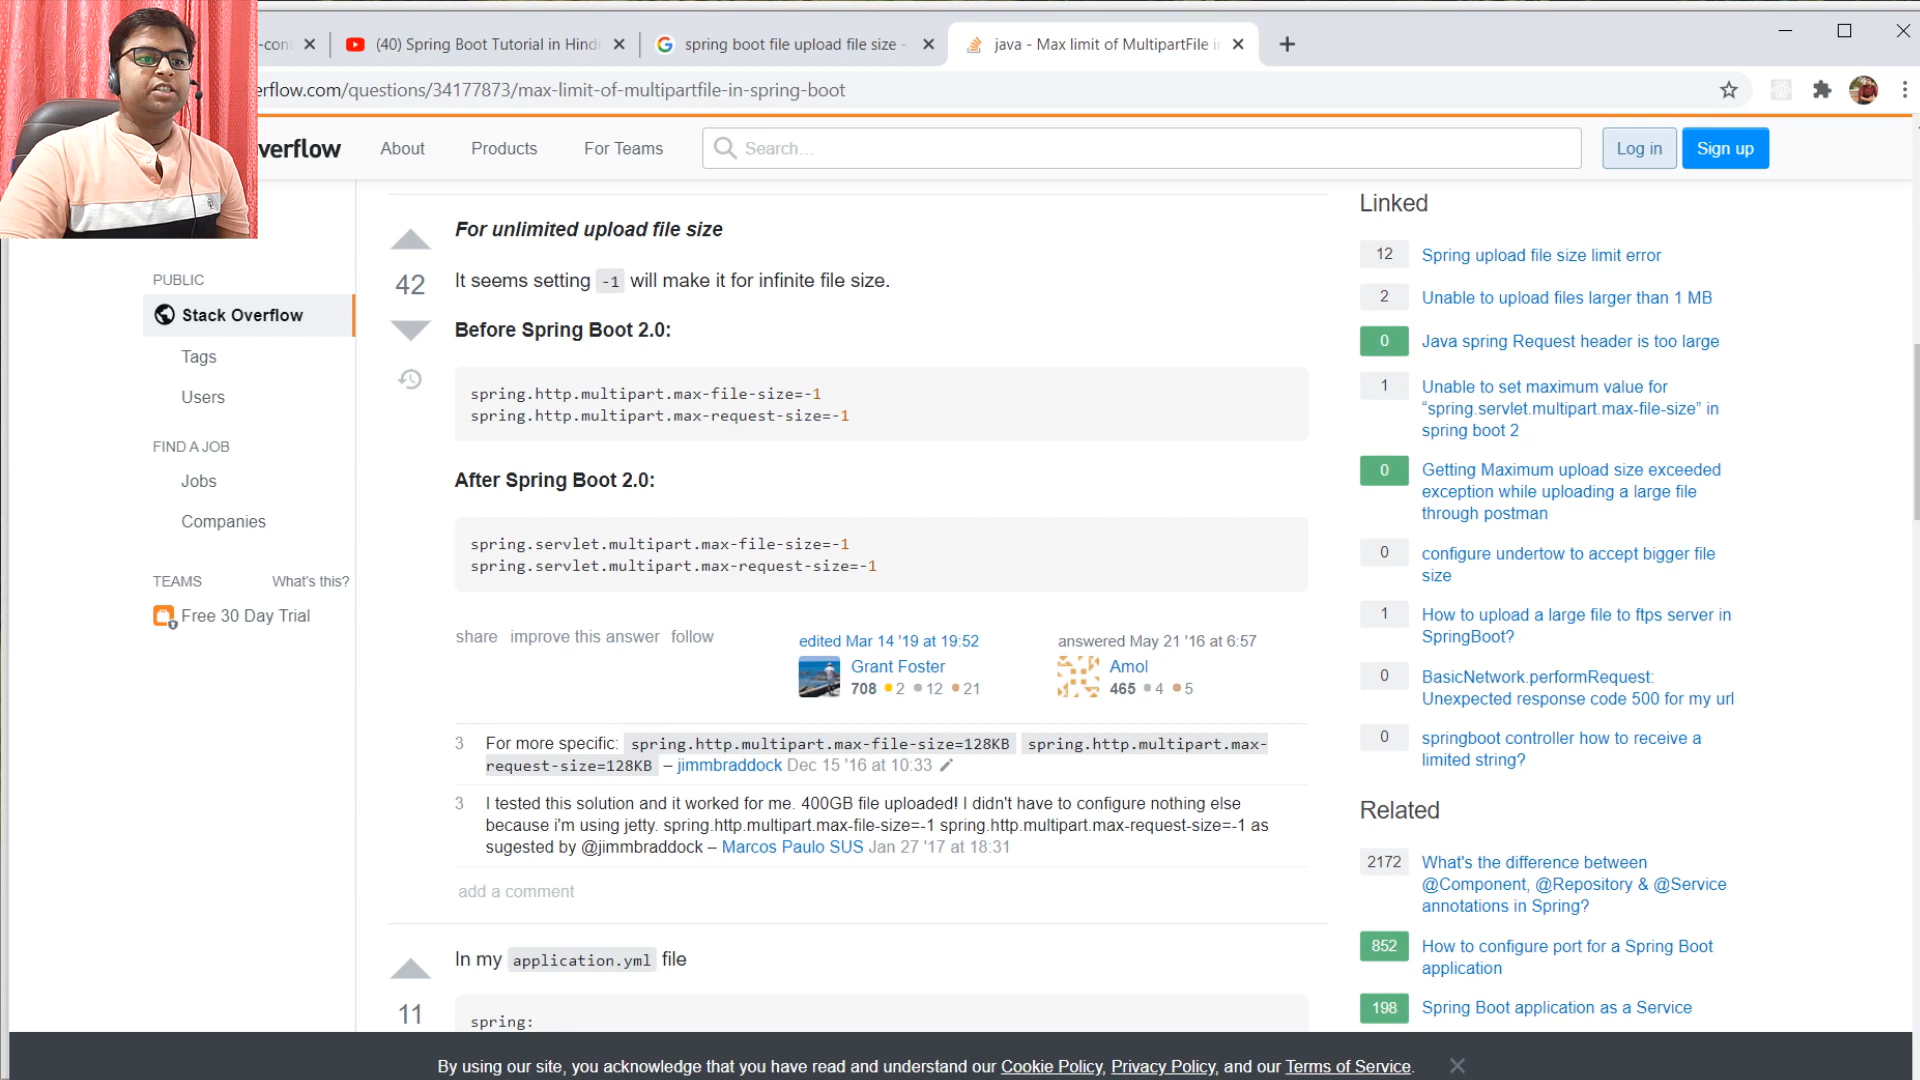 -cont
(40) Spring Boot Tutorial in Hindi
spring boot file upload file size -
java - Max limit of MultipartFile in
erflow.com/questions/34177873/max-limit-of-multipartfile-in-spring-boot
verflow
About
Products
For Teams
Search...
Log in
Sign up
PUBLIC
Stack Overflow
Tags
Users
FIND A JOB
Jobs
Companies
TEAMS What's this?
Free 30 Day Trial
For unlimited upload file size
42
It seems setting -1 will make it for infinite file size.
Before Spring Boot 2.0:
spring.http.multipart.max-file-size=-1
spring.http.multipart.max-request-size=-1
After Spring Boot 2.0:
spring.servlet.multipart.max-file-size=-1
spring.servlet.multipart.max-request-size=-1
share improve this answer follow
edited Mar 14 '19 at 19:52
Grant Foster
708 2 12 21
answered May 21 '16 at 6:57
Amol
465 4 5
3 For more specific: spring.http.multipart.max-file-size=128KB spring.http.multipart.max-
request-size=128KB – jimmbraddock Dec 15 '16 at 10:33
3 I tested this solution and it worked for me. 400GB file uploaded! I didn't have to configure nothing else
because i'm using jetty. spring.http.multipart.max-file-size=-1 spring.http.multipart.max-request-size=-1 as
sugested by @jimmbraddock – Marcos Paulo SUS Jan 27 '17 at 18:31
add a comment
In my application.yml file
11
spring:
Linked
12 Spring upload file size limit error
2 Unable to upload files larger than 1 MB
0 Java spring Request header is too large
1 Unable to set maximum value for
“spring.servlet.multipart.max-file-size” in
spring boot 2
0 Getting Maximum upload size exceeded
exception while uploading a large file
through postman
0 configure undertow to accept bigger file
size
1 How to upload a large file to ftps server in
SpringBoot?
0 BasicNetwork.performRequest:
Unexpected response code 500 for my url
0 springboot controller how to receive a
limited string?
Related
2172 What's the difference between
@Component, @Repository & @Service
annotations in Spring?
852 How to configure port for a Spring Boot
application
198 Spring Boot application as a Service
By using our site, you acknowledge that you have read and understand our Cookie Policy, Privacy Policy, and our Terms of Service.